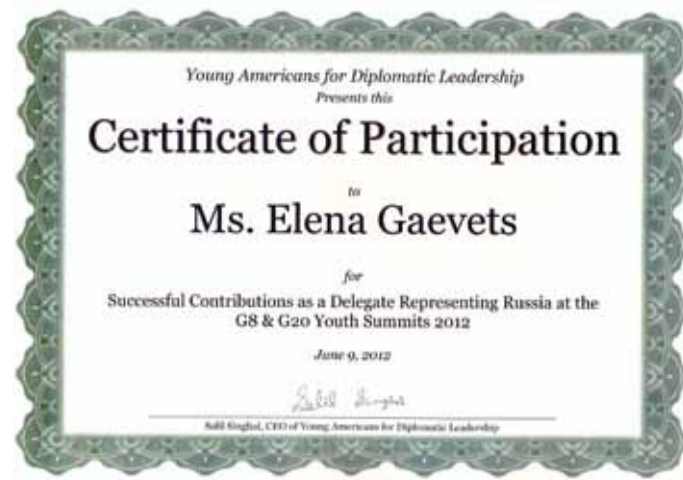 Young Americans for Diplomatic Leadership
Presents this
Certificate of Participation
to
Ms. Elena Gaevets
for
Successful Contributions as a Delegate Representing Russia at the
G8 & G20 Youth Summits 2012
June 9, 2012
Salil Singhal
Salil Singhal, CEO of Young Americans for Diplomatic Leadership